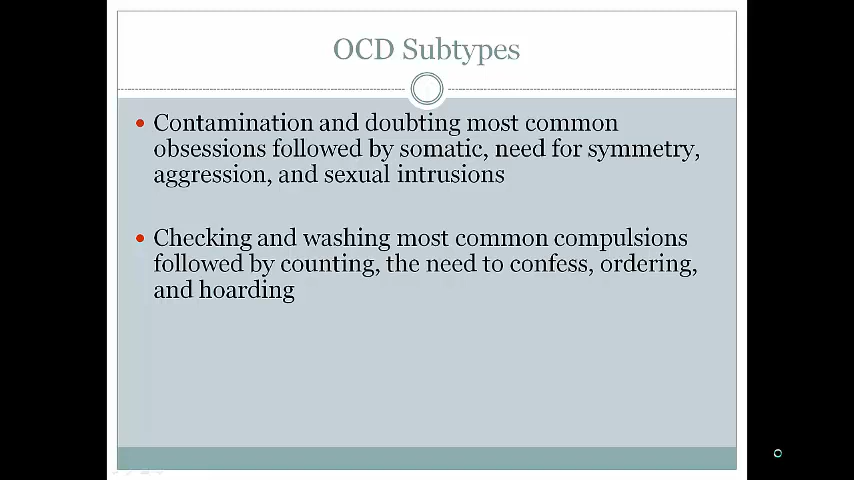 OCD Subtypes
Contamination and doubting most common
obsessions followed by somatic, need for symmetry,
aggression, and sexual intrusions
Checking and washing most common compulsions
followed by counting, the need to confess, ordering,
and hoarding